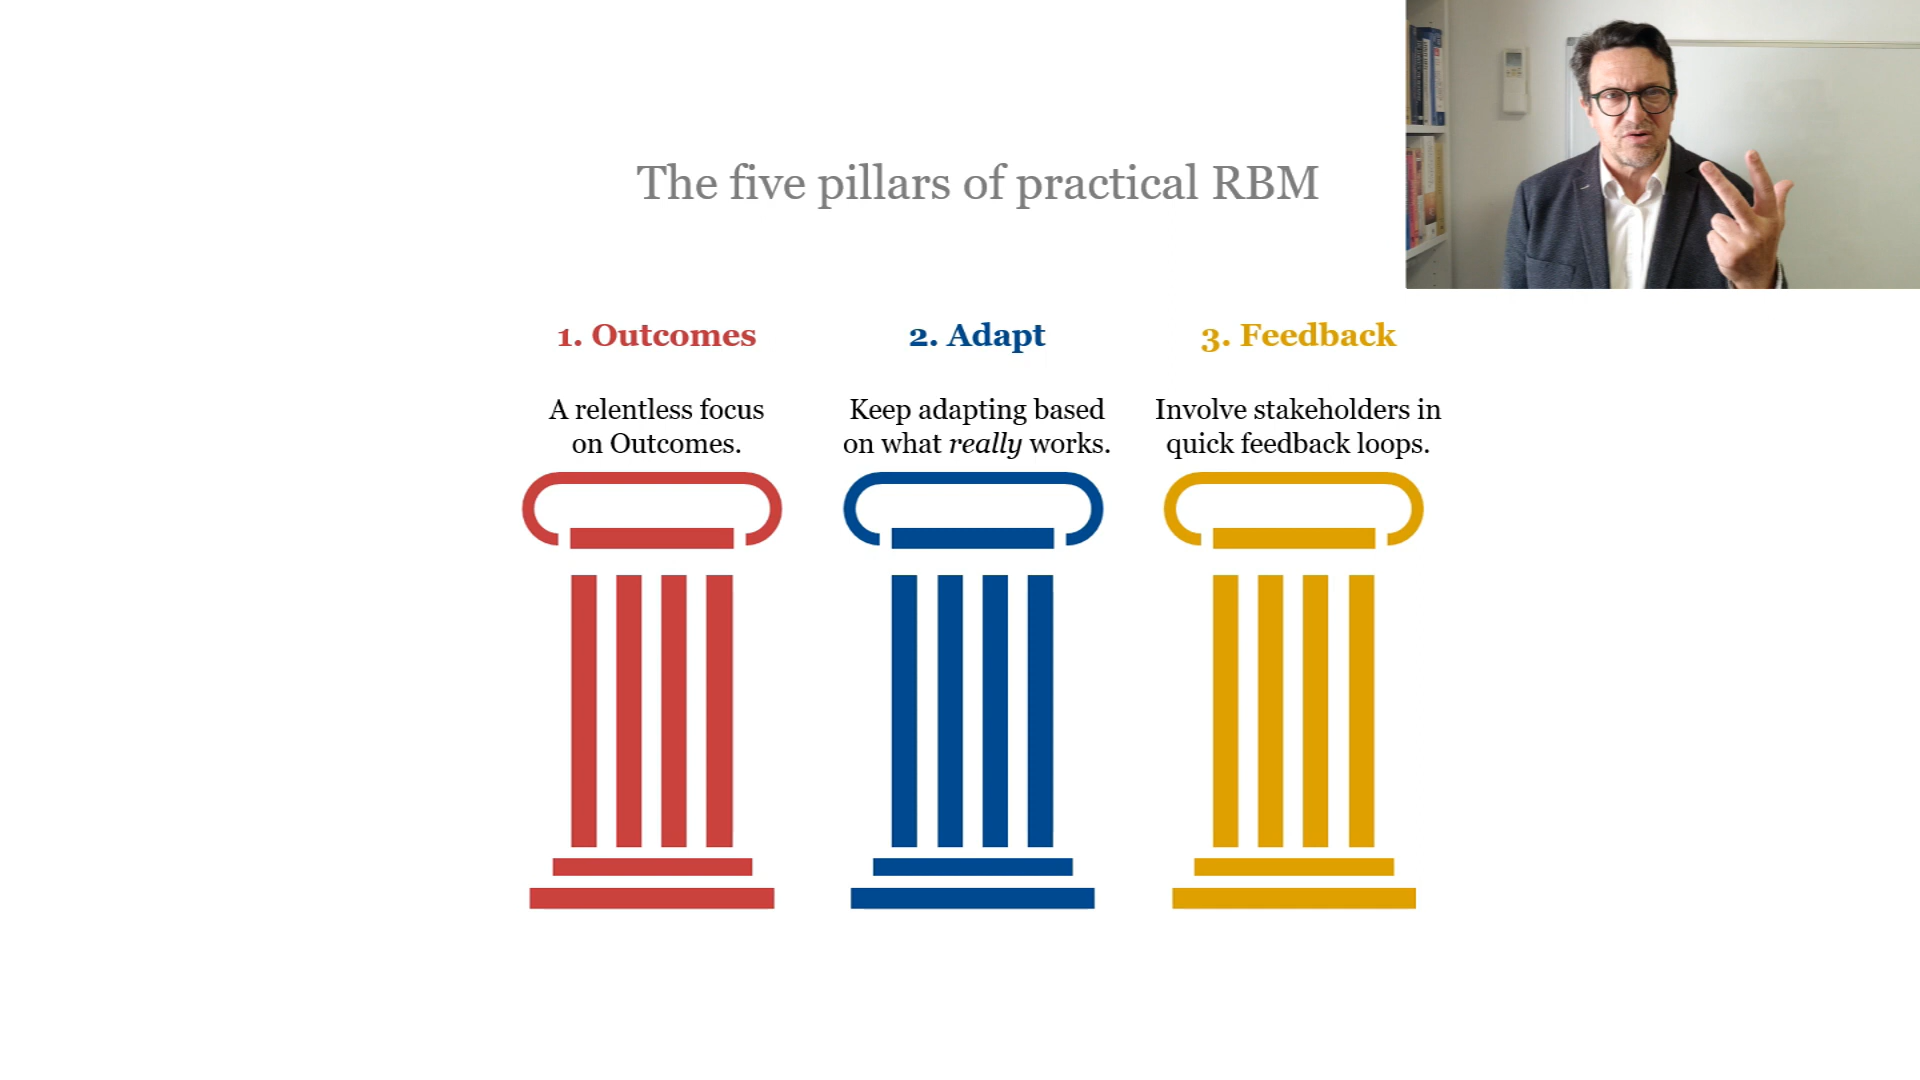 The five pillars of practical RBM
1. Outcomes
A relentless focus
on Outcomes.
2. Adapt
Keep adapting based
on what really works.
3. Feedback
Involve stakeholders in
quick feedback loops.